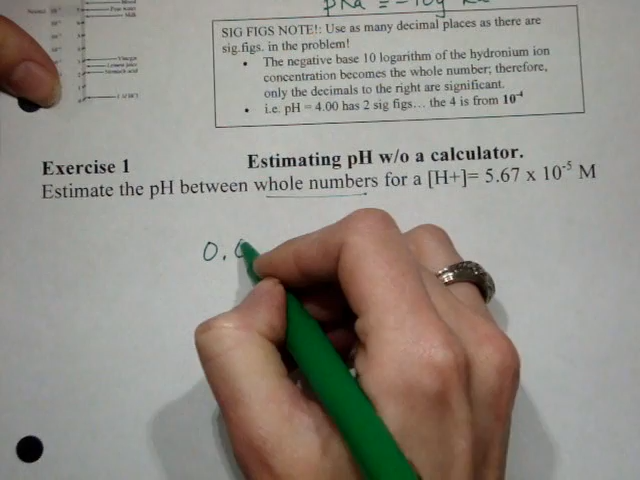 pKa = -log Ka
SIG FIGS NOTE!: Use as many decimal places as there are
sig.figs. in the problem!
• The negative base 10 logarithm of the hydronium ion
concentration becomes the whole number; therefore,
only the decimals to the right are significant.
• i.e. pH = 4.00 has 2 sig figs… the 4 is from 10⁻⁴
Exercise 1 Estimating pH w/o a calculator.
Estimate the pH between whole numbers for a [H+]= 5.67 x 10⁻⁵ M
0.0